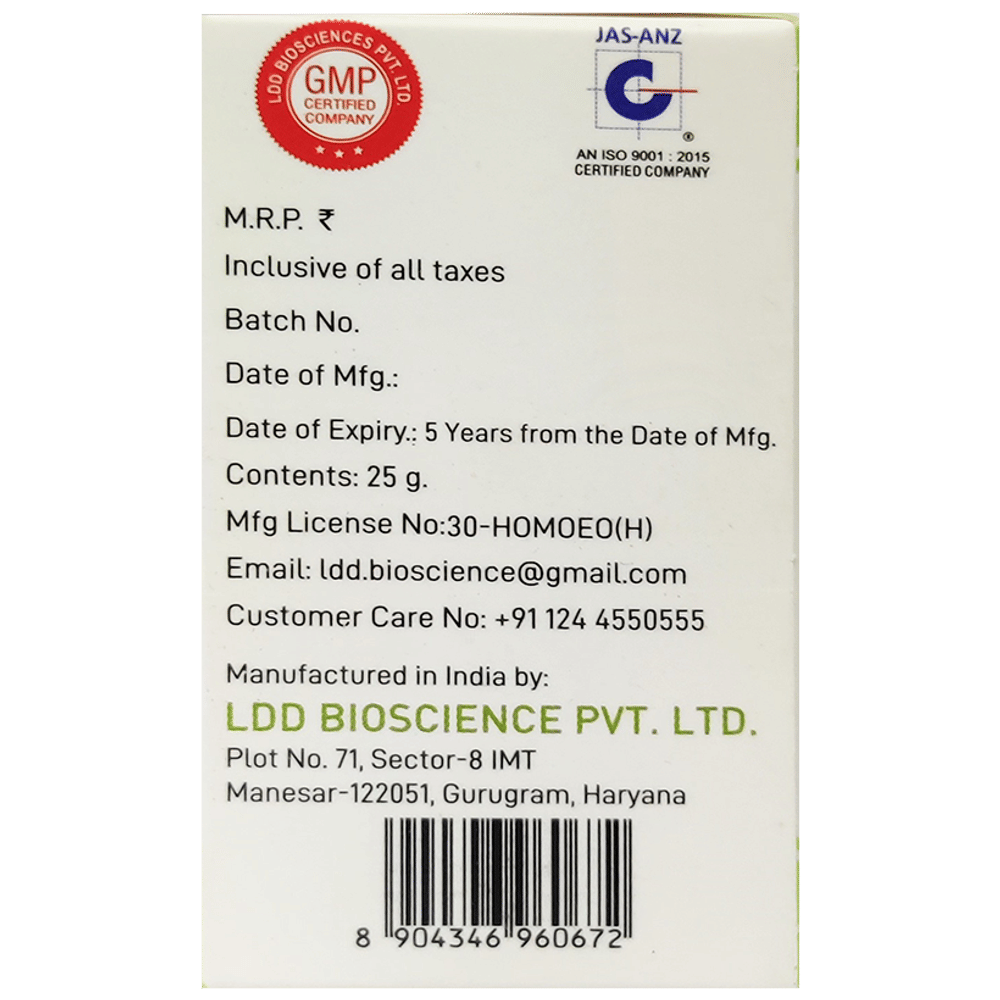 LDD BIOSCIENCES PVT. LTD.
GMP
CERTIFIED
COMPANY
JAS-ANZ
®
AN ISO 9001 : 2015
CERTIFIED COMPANY
M.R.P. ₹
Inclusive of all taxes
Batch No.
Date of Mfg.:
Date of Expiry.: 5 Years from the Date of Mfg.
Contents: 25 g.
Mfg License No:30-HOMOEO(H)
Email: ldd.bioscience@gmail.com
Customer Care No: +91 124 4550555
Manufactured in India by:
LDD BIOSCIENCE PVT. LTD.
Plot No. 71, Sector-8 IMT
Manesar-122051, Gurugram, Haryana
8 904346 960672